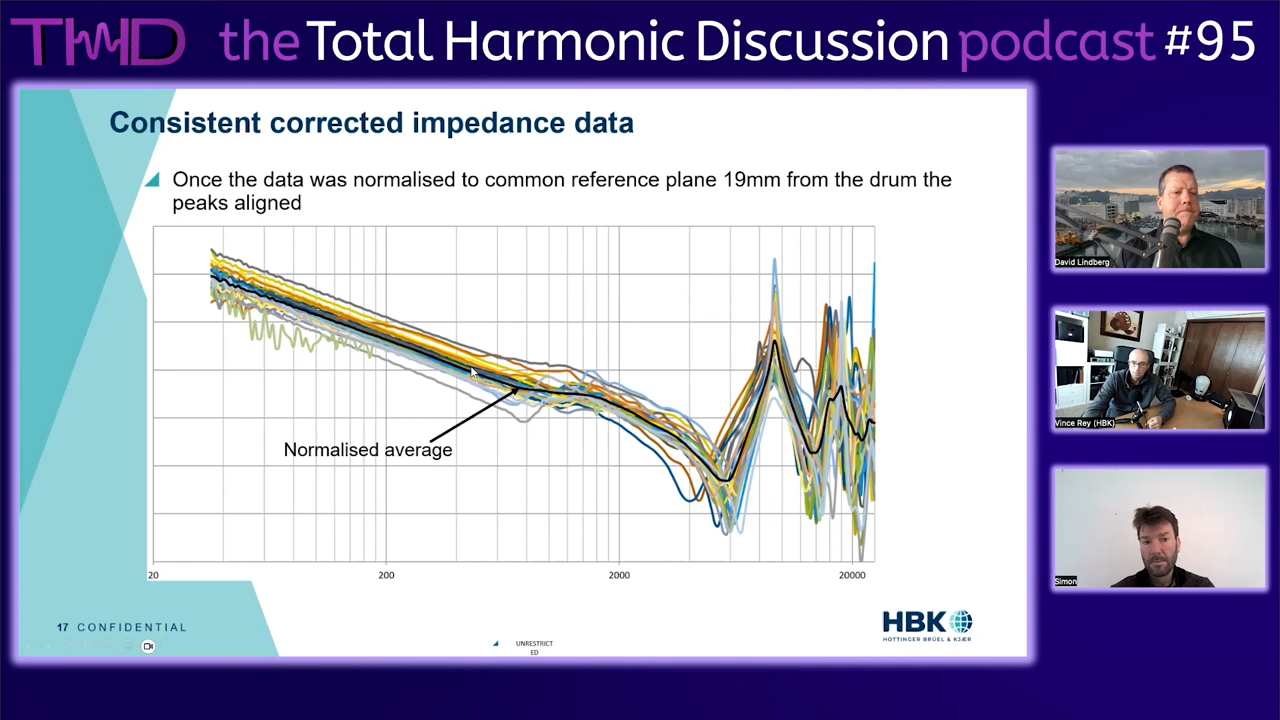 THD the Total Harmonic Discussion podcast #95
Consistent corrected impedance data
Once the data was normalised to common reference plane 19mm from the drum the
peaks aligned
Normalised average
20 200 2000 20000
17 CONFIDENTIAL
UNRESTRICT
ED
HBK
HOTTINGER BRÜEL & KJÆR
David Lindberg
Vince Rey (HBK)
Simon